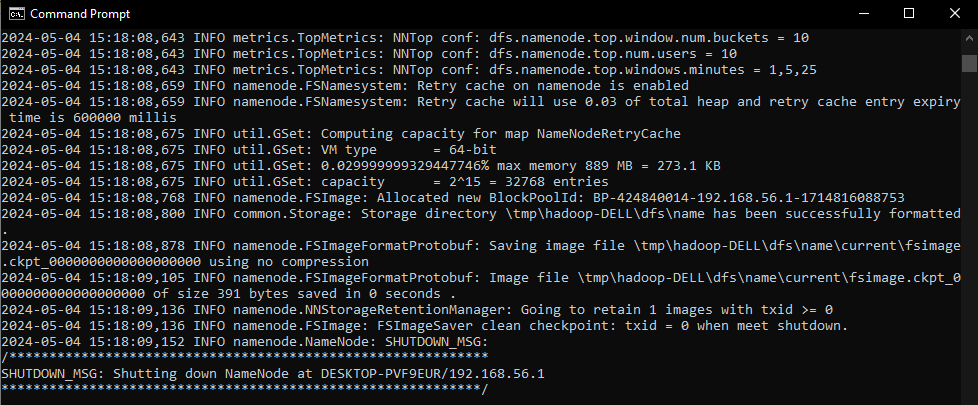 Command Prompt
2024-05-04 15:18:08,643 INFO metrics.TopMetrics: NNTop conf: dfs.namenode.top.window.num.buckets = 10
2024-05-04 15:18:08,643 INFO metrics.TopMetrics: NNTop conf: dfs.namenode.top.num.users = 10
2024-05-04 15:18:08,643 INFO metrics.TopMetrics: NNTop conf: dfs.namenode.top.windows.minutes = 1,5,25
2024-05-04 15:18:08,659 INFO namenode.FSNamesystem: Retry cache on namenode is enabled
2024-05-04 15:18:08,659 INFO namenode.FSNamesystem: Retry cache will use 0.03 of total heap and retry cache entry expiry
 time is 600000 millis
2024-05-04 15:18:08,675 INFO util.GSet: Computing capacity for map NameNodeRetryCache
2024-05-04 15:18:08,675 INFO util.GSet: VM type       = 64-bit
2024-05-04 15:18:08,675 INFO util.GSet: 0.029999999329447746% max memory 889 MB = 273.1 KB
2024-05-04 15:18:08,675 INFO util.GSet: capacity      = 2^15 = 32768 entries
2024-05-04 15:18:08,768 INFO namenode.FSImage: Allocated new BlockPoolId: BP-424840014-192.168.56.1-1714816088753
2024-05-04 15:18:08,800 INFO common.Storage: Storage directory \tmp\hadoop-DELL\dfs\name has been successfully formatted
.
2024-05-04 15:18:08,878 INFO namenode.FSImageFormatProtobuf: Saving image file \tmp\hadoop-DELL\dfs\name\current\fsimage
.ckpt_0000000000000000000 using no compression
2024-05-04 15:18:09,105 INFO namenode.FSImageFormatProtobuf: Image file \tmp\hadoop-DELL\dfs\name\current\fsimage.ckpt_0
000000000000000000 of size 391 bytes saved in 0 seconds .
2024-05-04 15:18:09,136 INFO namenode.NNStorageRetentionManager: Going to retain 1 images with txid >= 0
2024-05-04 15:18:09,136 INFO namenode.FSImage: FSImageSaver clean checkpoint: txid = 0 when meet shutdown.
2024-05-04 15:18:09,152 INFO namenode.NameNode: SHUTDOWN_MSG:
/************************************************************
SHUTDOWN_MSG: Shutting down NameNode at DESKTOP-PVF9EUR/192.168.56.1
************************************************************/